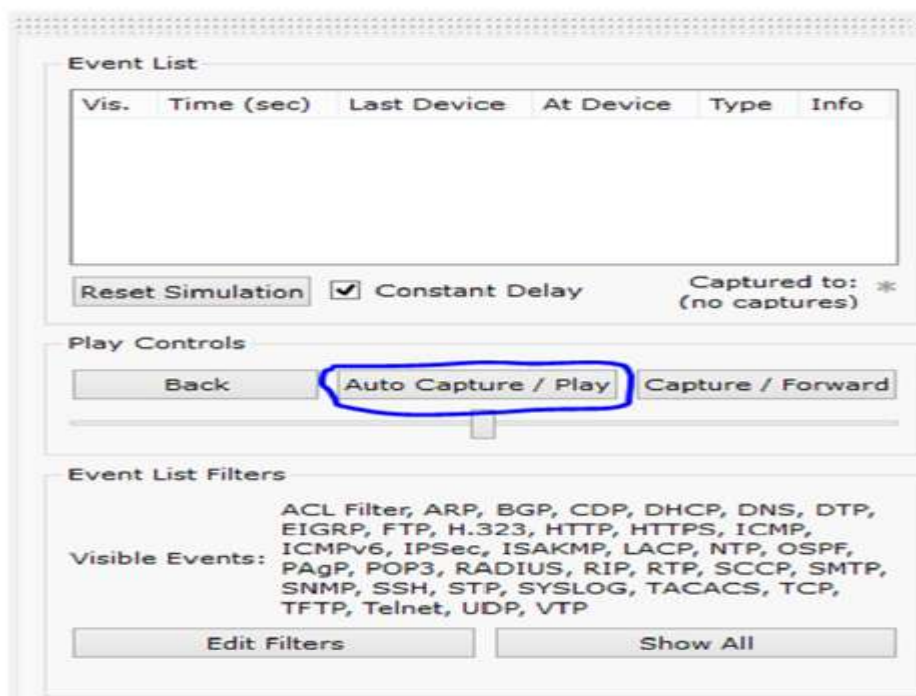 Event List
Vis. Time (sec) Last Device At Device Type Info
Reset Simulation Constant Delay Captured to: *
(no captures)
Play Controls
Back Auto Capture / Play Capture / Forward
Event List Filters
Visible Events:
ACL Filter, ARP, BGP, CDP, DHCP, DNS, DTP,
EIGRP, FTP, H.323, HTTP, HTTPS, ICMP,
ICMPv6, IPSec, ISAKMP, LACP, NTP, OSPF,
PAgP, POP3, RADIUS, RIP, RTP, SCCP, SMTP,
SNMP, SSH, STP, SYSLOG, TACACS, TCP,
TFTP, Telnet, UDP, VTP
Edit Filters Show All